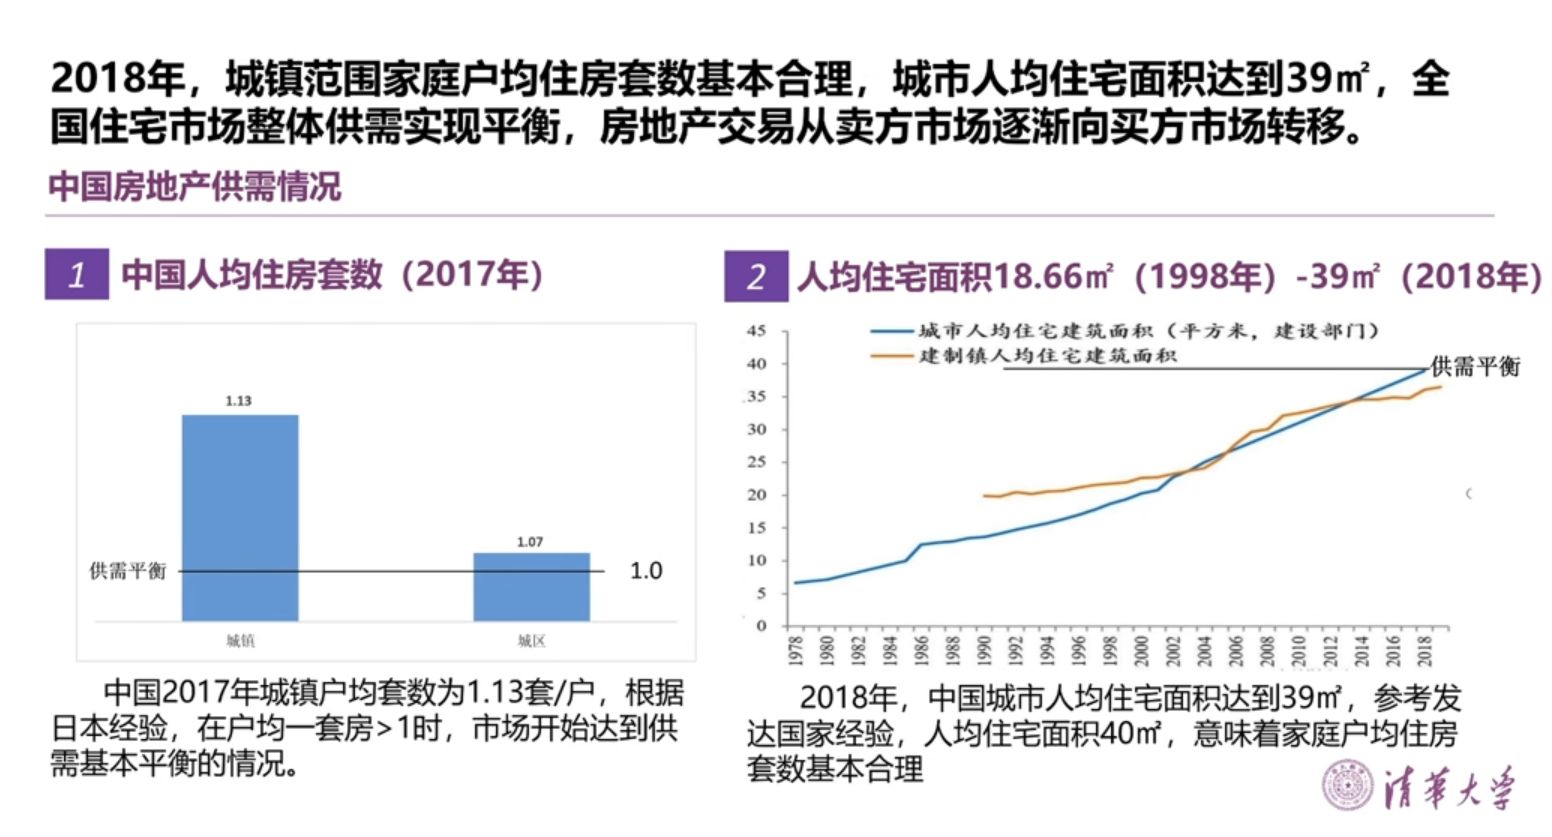 2018年，城镇范围家庭户均住房套数基本合理，城市人均住宅面积达到39㎡，全
国住宅市场整体供需实现平衡，房地产交易从卖方市场逐渐向买方市场转移。
中国房地产供需情况
1 中国人均住房套数（2017年）
1.13
1.07
供需平衡
1.0
城镇
城区
中国2017年城镇户均套数为1.13套/户，根据
日本经验，在户均一套房>1时，市场开始达到供
需基本平衡的情况。
2 人均住宅面积18.66㎡（1998年）-39㎡（2018年）
城市人均住宅建筑面积（平方米，建设部门）
建制镇人均住宅建筑面积
供需平衡
45
40
35
30
25
20
15
10
5
0
1978
1980
1982
1984
1986
1988
1990
1992
1994
1996
1998
2000
2002
2004
2006
2008
2010
2012
2014
2016
2018
2018年，中国城市人均住宅面积达到39㎡，参考发
达国家经验，人均住宅面积40㎡，意味着家庭户均住房
套数基本合理
清华大学